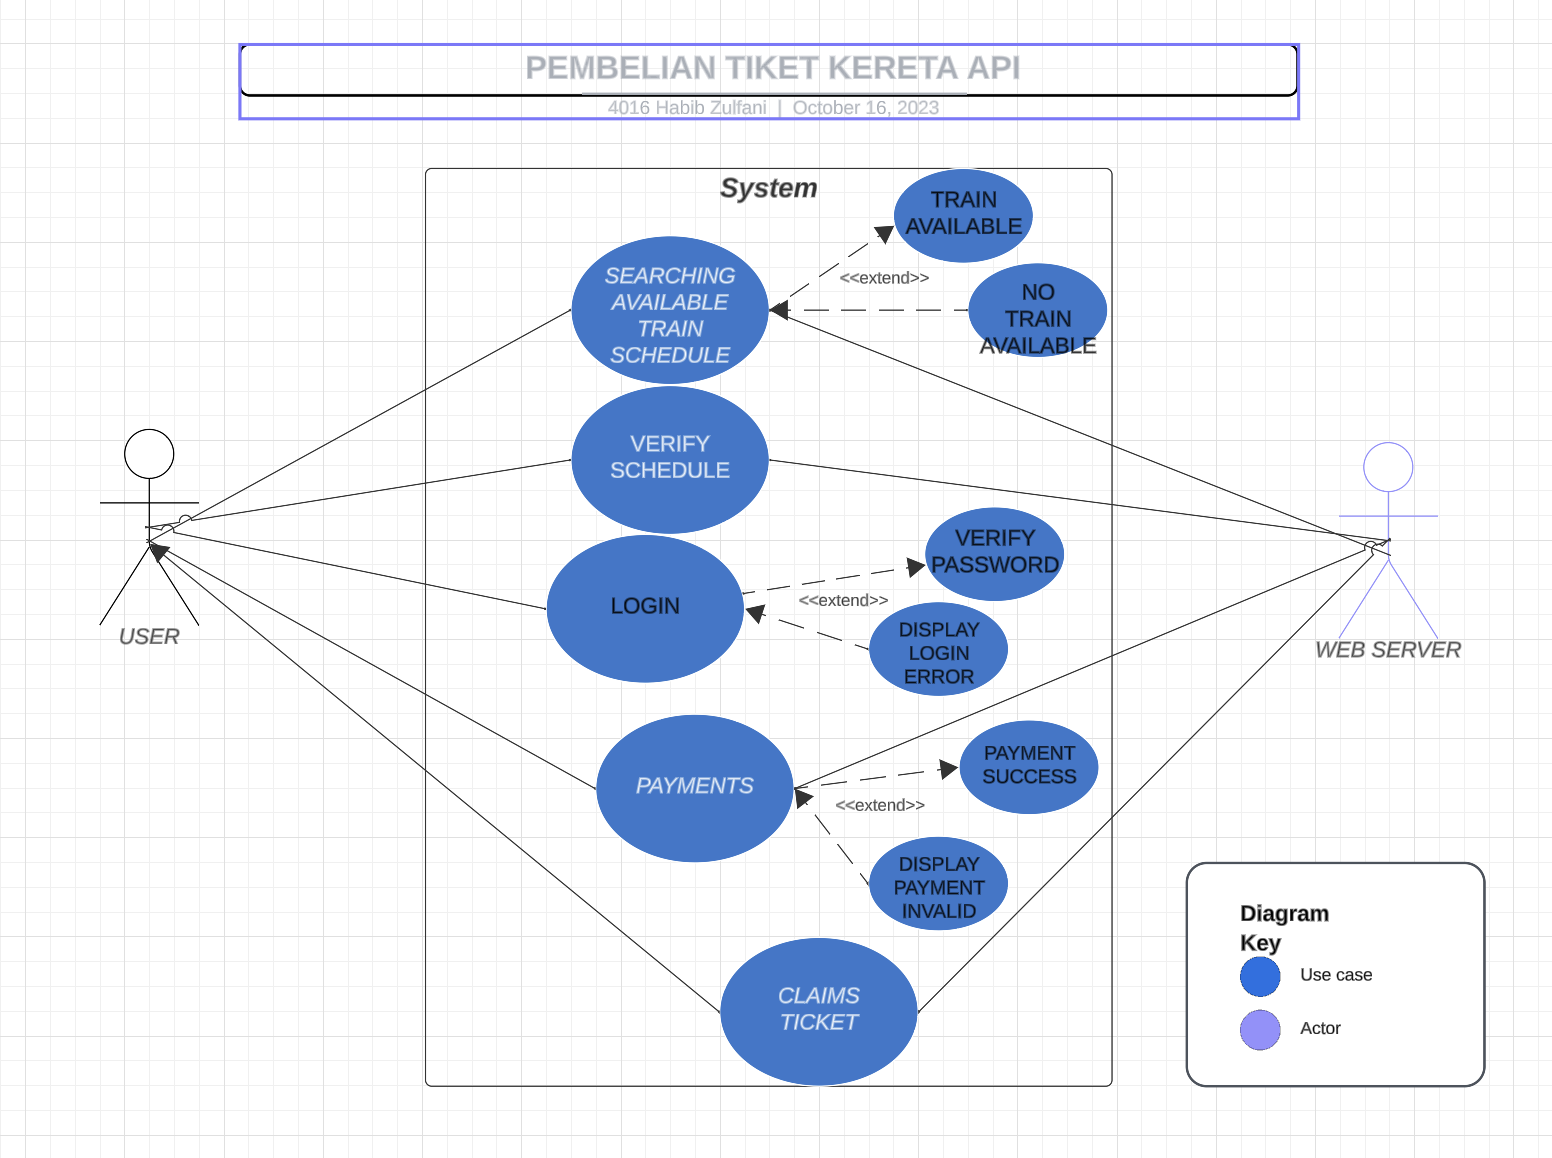 PEMBELIAN TIKET KERETA API
4016 Habib Zulfani | October 16, 2023
System
TRAIN
AVAILABLE
SEARCHING
AVAILABLE
TRAIN
SCHEDULE
<<extend>>
NO
TRAIN
AVAILABLE
VERIFY
SCHEDULE
VERIFY
PASSWORD
LOGIN
<<extend>>
DISPLAY
LOGIN
ERROR
USER
WEB SERVER
PAYMENTS
PAYMENT
SUCCESS
<<extend>>
DISPLAY
PAYMENT
INVALID
CLAIMS
TICKET
Diagram
Key
Use case
Actor